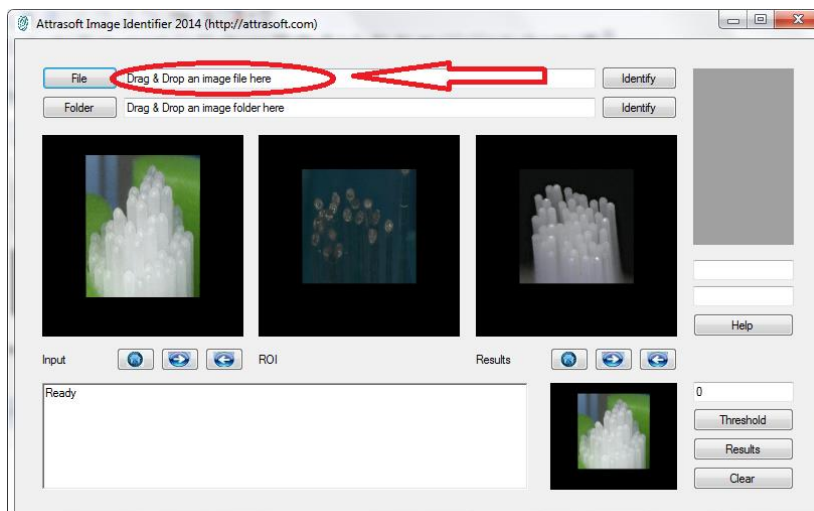 Attrasoft Image Identifier 2014 (http://attrasoft.com)
File Drag & Drop an image file here Identify
Folder Drag & Drop an image folder here Identify
Help
Input ROI Results
Ready
0
Threshold
Results
Clear